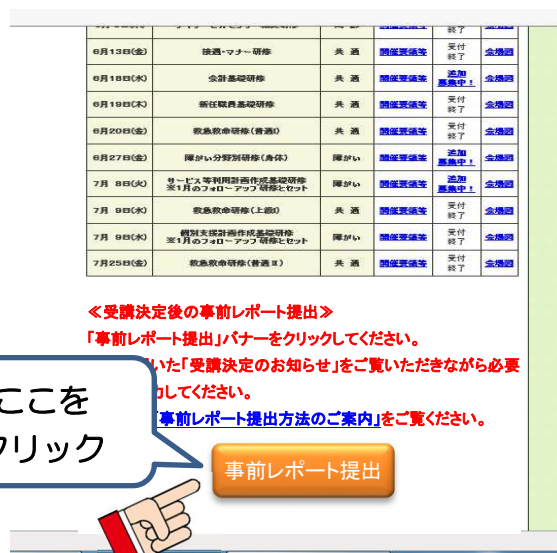 終了
6月13日(金) 接遇・マナー研修 共 通 開催要領等 受付終了 会場図
6月18日(水) 会計基礎研修 共 通 開催要領等 追加募集中! 会場図
6月19日(木) 新任職員基礎研修 共 通 開催要領等 受付終了 会場図
6月20日(金) 救急救命研修(普通Ⅰ) 共 通 開催要領等 受付終了 会場図
6月27日(金) 障がい分野別研修(身体) 障がい 開催要領等 追加募集中! 会場図
7月 8日(火) サービス等利用計画作成基礎研修 ※1月のフォローアップ研修とセット 障がい 開催要領等 追加募集中! 会場図
7月 9日(水) 救急救命研修(上級Ⅰ) 共 通 開催要領等 受付終了 会場図
7月 9日(水) 個別支援計画作成基礎研修 ※1月のフォローアップ研修とセット 障がい 開催要領等 受付終了 会場図
7月25日(金) 救急救命研修(普通Ⅱ) 共 通 開催要領等 受付終了 会場図
≪受講決定後の事前レポート提出≫
「事前レポート提出」バナーをクリックしてください。
いた「受講決定のお知らせ」をご覧いただきながら必要
力してください。
「事前レポート提出方法のご案内」をご覧ください。
ここを
クリック
事前レポート提出